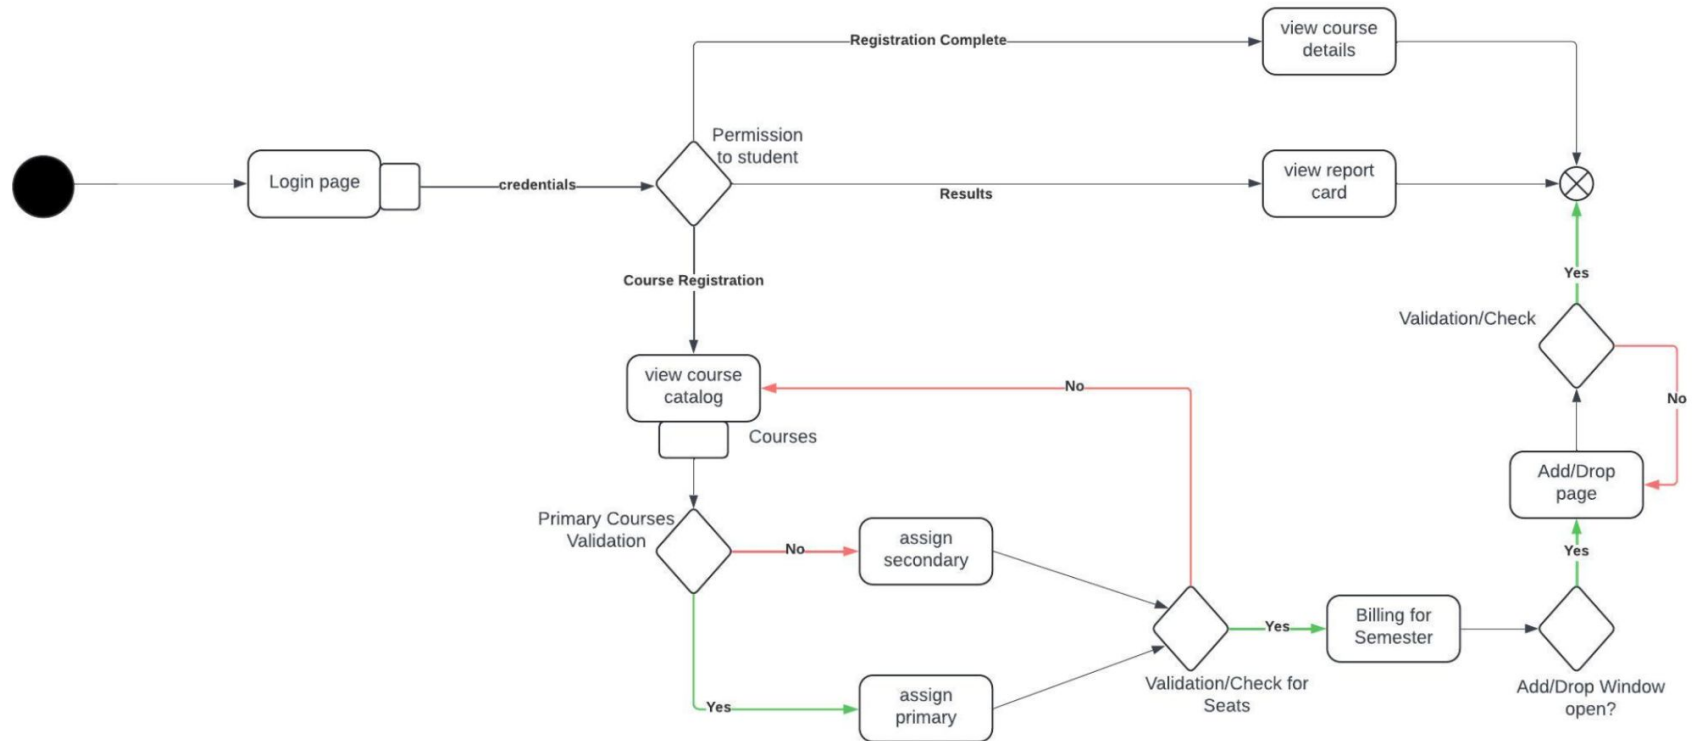 Registration Complete
view course
details
Permission
to student
Login page
credentials
Results
view report
card
Course Registration
Yes
Validation/Check
No
view course
catalog
No
Courses
Add/Drop
page
Primary Courses
Validation
No
assign
secondary
Yes
Yes
Billing for
Semester
Validation/Check for
Seats
Add/Drop Window
open?
Yes
assign
primary